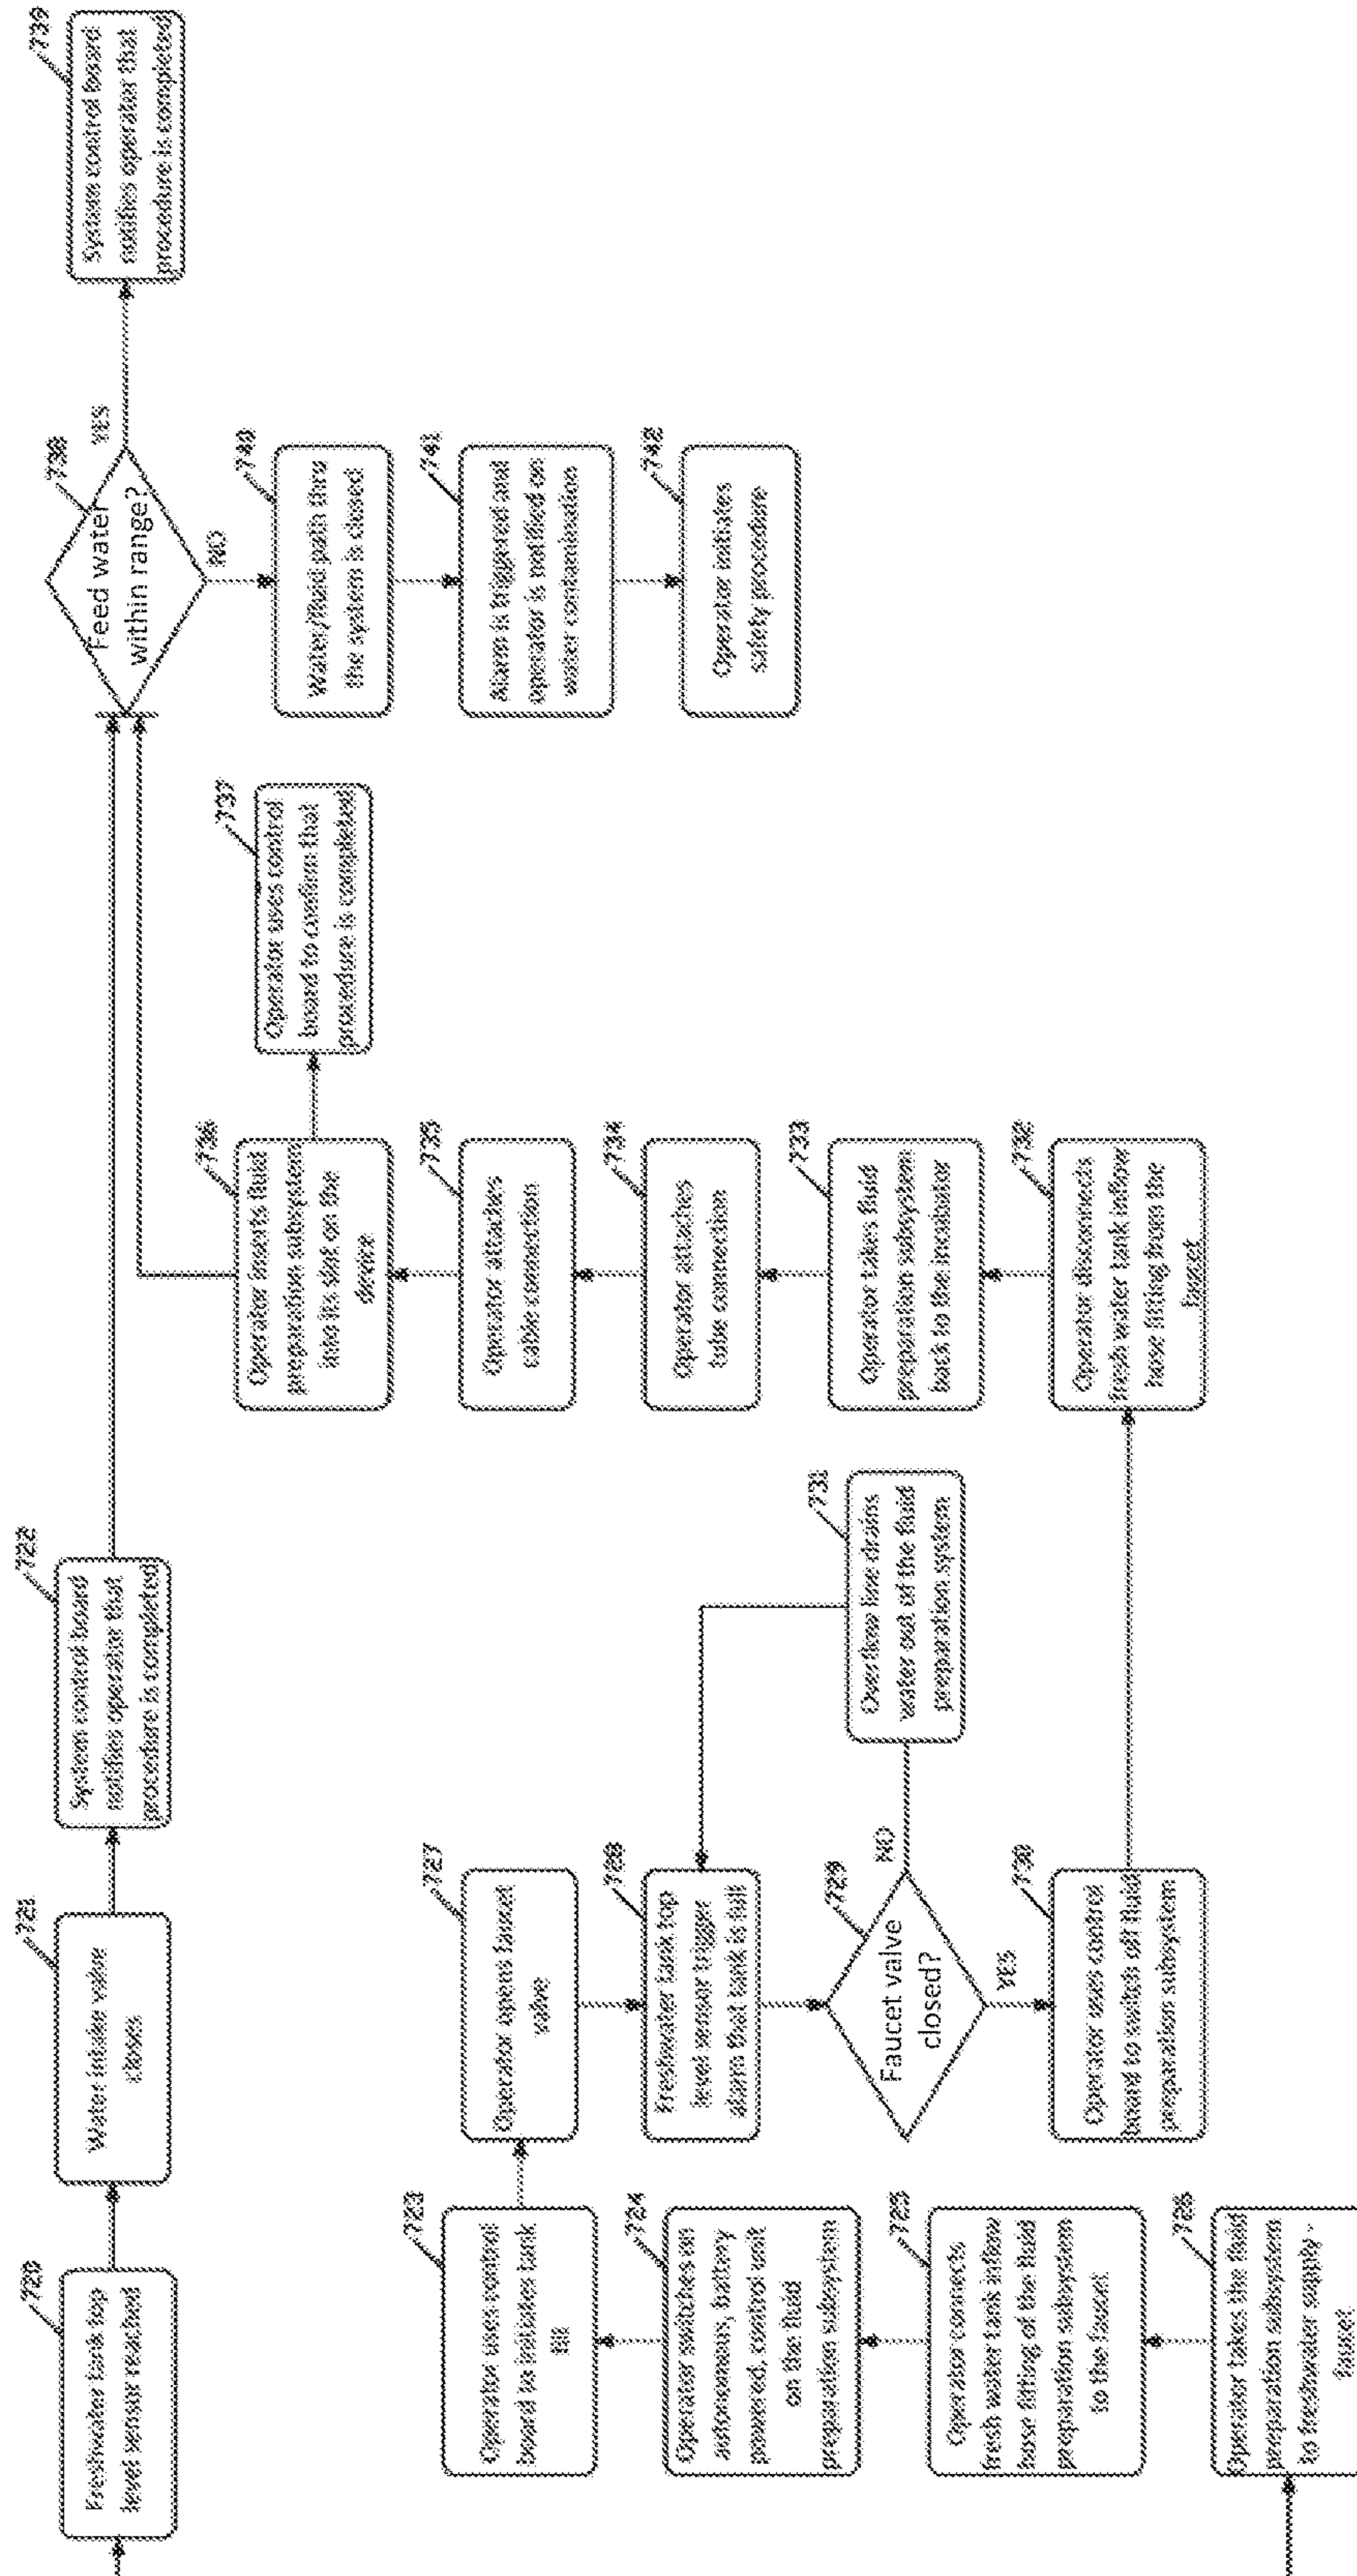 720
Freshwater tank top
level sensor reached
721
Water intake valve
closes
722
System control board
notifies operator that
procedure is completed
738
Feed water
within range?
YES
NO
739
System control board
notifies operator that
procedure is completed
740
Water/fluid path thru
the system is closed
741
Alarm is triggered and
operator is notified on
water contamination
742
Operator initiates
safety procedure
723
Operator uses control
board to initiates tank
fill
724
Operator switches on
autonomous, battery
powered, control unit
on the fluid
preparation subsystem
725
Operator connects
fresh water tank inflow
hose fitting of the fluid
preparation subsystem
to the faucet
726
Operator takes the fluid
preparation subsystem
to freshwater supply -
faucet
727
Operator opens faucet
valve
728
Freshwater tank top
level sensor trigger
alarm that tank is full
729
Faucet valve
closed?
NO
YES
730
Operator uses control
board to switch off fluid
preparation subsystem
731
Overflow line drains
water out of the fluid
preparation system
736
Operator inserts fluid
preparation subsystem
into its slot on the
device
737
Operator uses control
board to confirm that
procedure is completed
735
Operator attaches
cable connection
734
Operator attaches
tube connection
733
Operator takes fluid
preparation subsystem
back to the incubator
732
Operator disconnects
fresh water tank inflow
hose fitting from the
faucet